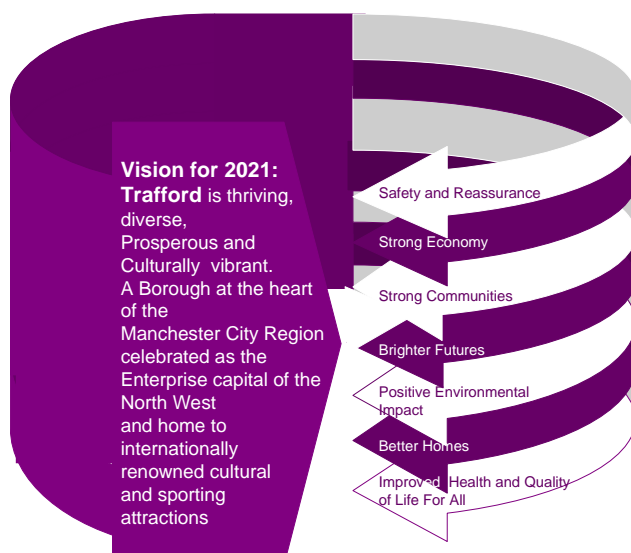 Vision for 2021:
Trafford is thriving,
diverse,
Prosperous and
Culturally vibrant.
A Borough at the heart
of the
Manchester City Region
celebrated as the
Enterprise capital of the
North West
and home to
internationally
renowned cultural
and sporting
attractions
Safety and Reassurance
Strong Economy
Strong Communities
Brighter Futures
Positive Environmental
Impact
Better Homes
Improved Health and Quality
of Life For All